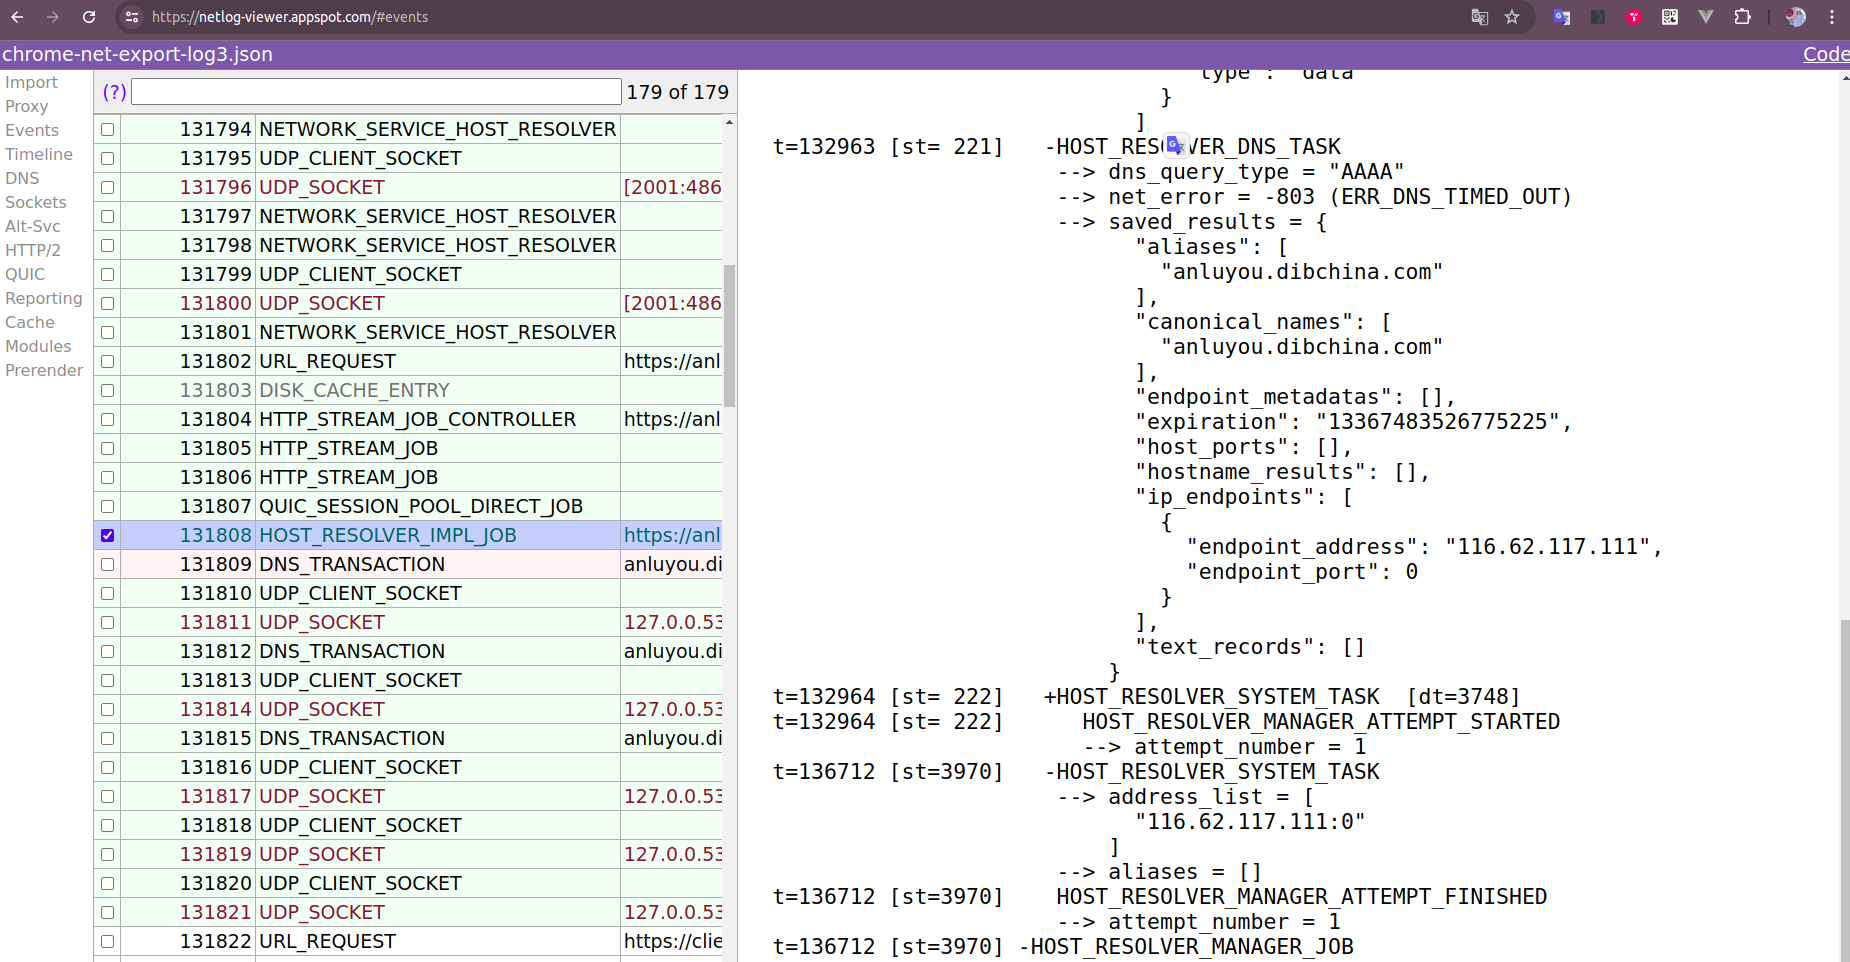 https://netlog-viewer.appspot.com/#events
chrome-net-export-log3.json
Code
Import
Proxy
Events
Timeline
DNS
Sockets
Alt-Svc
HTTP/2
QUIC
Reporting
Cache
Modules
Prerender
(?) 179 of 179
131794 NETWORK_SERVICE_HOST_RESOLVER
131795 UDP_CLIENT_SOCKET
131796 UDP_SOCKET [2001:486
131797 NETWORK_SERVICE_HOST_RESOLVER
131798 NETWORK_SERVICE_HOST_RESOLVER
131799 UDP_CLIENT_SOCKET
131800 UDP_SOCKET [2001:486
131801 NETWORK_SERVICE_HOST_RESOLVER
131802 URL_REQUEST https://anl
131803 DISK_CACHE_ENTRY
131804 HTTP_STREAM_JOB_CONTROLLER https://anl
131805 HTTP_STREAM_JOB
131806 HTTP_STREAM_JOB
131807 QUIC_SESSION_POOL_DIRECT_JOB
131808 HOST_RESOLVER_IMPL_JOB https://anl
131809 DNS_TRANSACTION anluyou.di
131810 UDP_CLIENT_SOCKET
131811 UDP_SOCKET 127.0.0.53
131812 DNS_TRANSACTION anluyou.di
131813 UDP_CLIENT_SOCKET
131814 UDP_SOCKET 127.0.0.53
131815 DNS_TRANSACTION anluyou.di
131816 UDP_CLIENT_SOCKET
131817 UDP_SOCKET 127.0.0.53
131818 UDP_CLIENT_SOCKET
131819 UDP_SOCKET 127.0.0.53
131820 UDP_CLIENT_SOCKET
131821 UDP_SOCKET 127.0.0.53
131822 URL_REQUEST https://clie
"type": "data"
}
]
t=132963 [st= 221] -HOST_RESOLVER_DNS_TASK
--> dns_query_type = "AAAA"
--> net_error = -803 (ERR_DNS_TIMED_OUT)
--> saved_results = {
"aliases": [
"anluyou.dibchina.com"
],
"canonical_names": [
"anluyou.dibchina.com"
],
"endpoint_metadatas": [],
"expiration": "13367483526775225",
"host_ports": [],
"hostname_results": [],
"ip_endpoints": [
{
"endpoint_address": "116.62.117.111",
"endpoint_port": 0
}
],
"text_records": []
}
t=132964 [st= 222] +HOST_RESOLVER_SYSTEM_TASK [dt=3748]
t=132964 [st= 222] HOST_RESOLVER_MANAGER_ATTEMPT_STARTED
--> attempt_number = 1
t=136712 [st=3970] -HOST_RESOLVER_SYSTEM_TASK
--> address_list = [
"116.62.117.111:0"
]
--> aliases = []
t=136712 [st=3970] HOST_RESOLVER_MANAGER_ATTEMPT_FINISHED
--> attempt_number = 1
t=136712 [st=3970] -HOST_RESOLVER_MANAGER_JOB